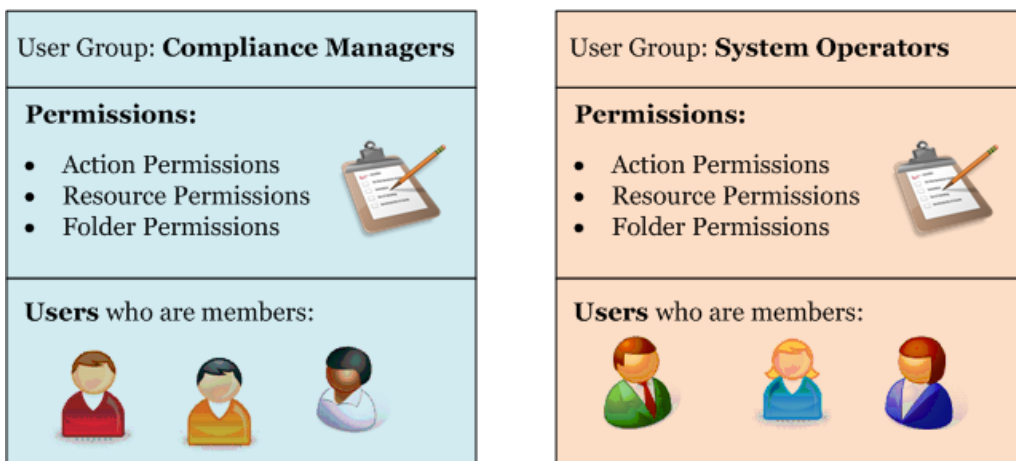 User Group: Compliance Managers
Permissions:
• Action Permissions
• Resource Permissions
• Folder Permissions
Users who are members:
User Group: System Operators
Permissions:
• Action Permissions
• Resource Permissions
• Folder Permissions
Users who are members: